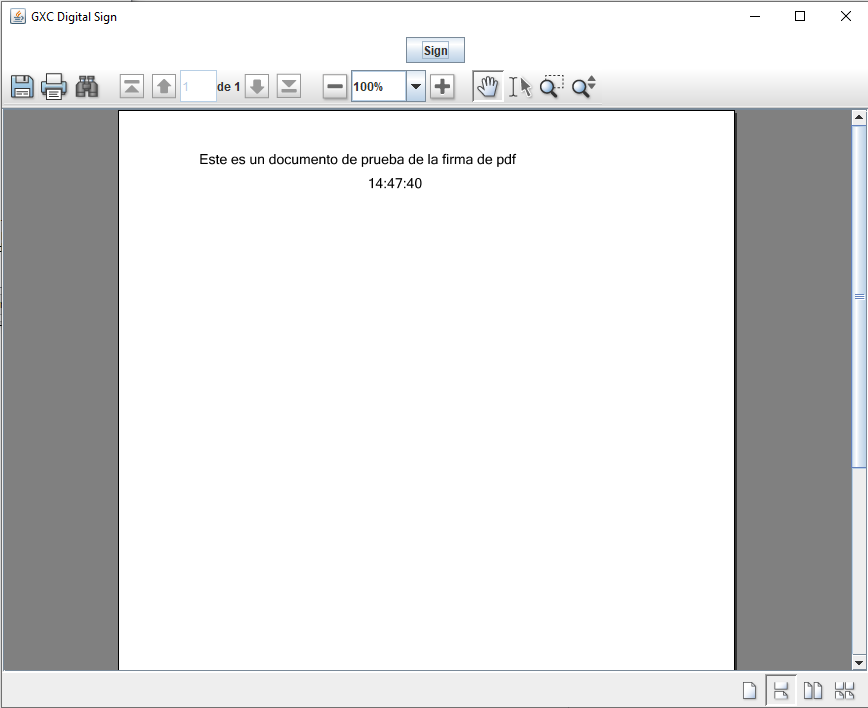 GXC Digital Sign
Sign
1 de 1 100%
Este es un documento de prueba de la firma de pdf
14:47:40